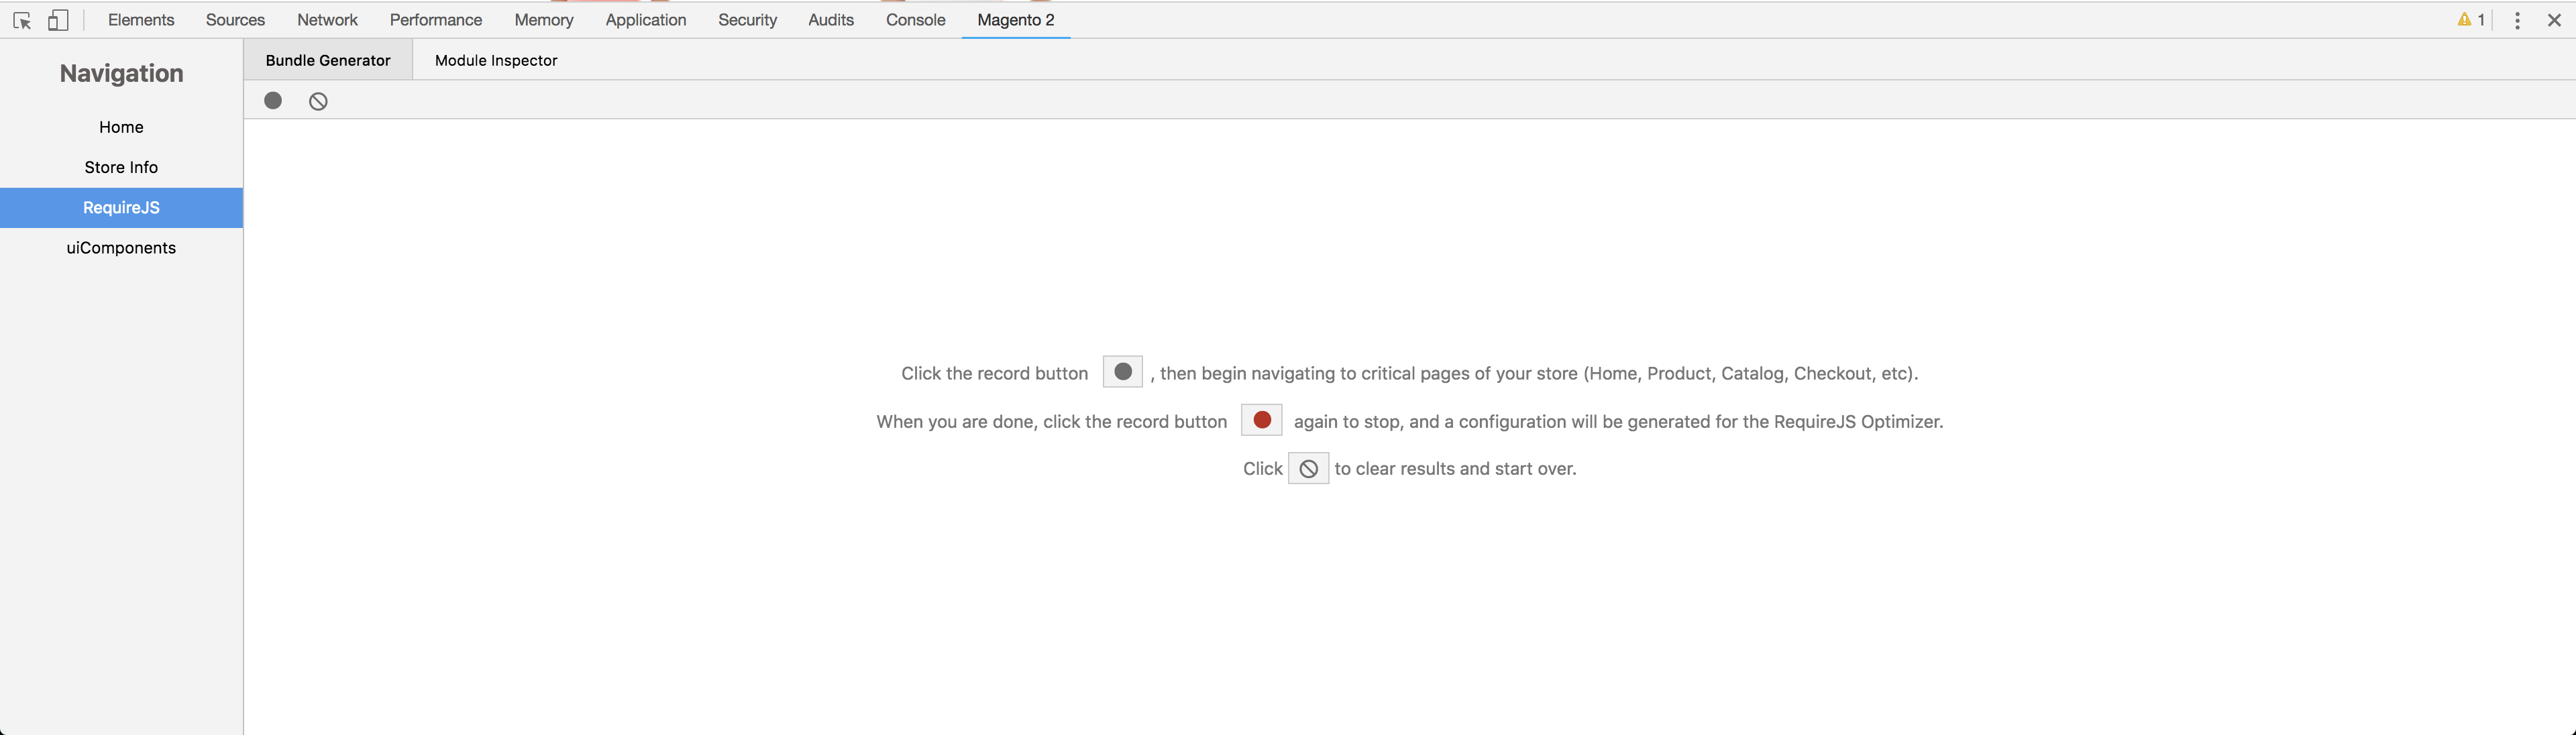 Elements Sources Network Performance Memory Application Security Audits Console Magento 2 1
Navigation
Home
Store Info
RequireJS
uiComponents
Bundle Generator Module Inspector
Click the record button , then begin navigating to critical pages of your store (Home, Product, Catalog, Checkout, etc).
When you are done, click the record button again to stop, and a configuration will be generated for the RequireJS Optimizer.
Click to clear results and start over.